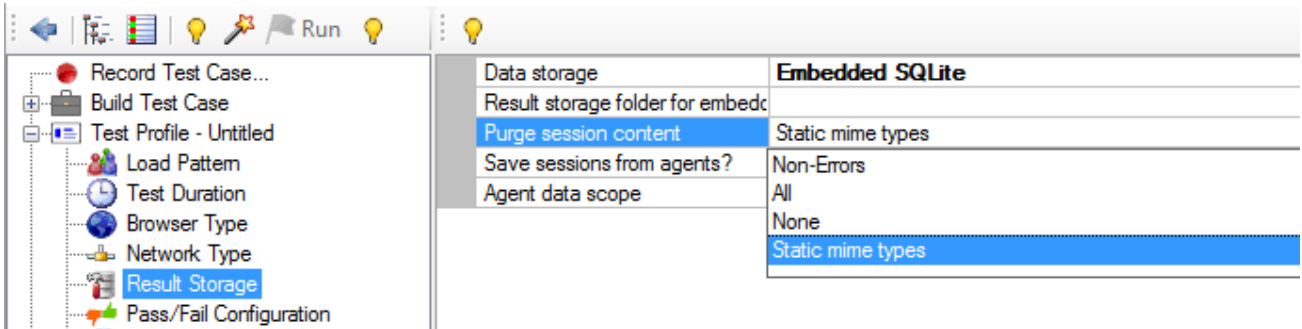 Run
Record Test Case...
Build Test Case
Test Profile - Untitled
Load Pattern
Test Duration
Browser Type
Network Type
Result Storage
Pass/Fail Configuration
Data storage Embedded SQLite
Result storage folder for embedd
Purge session content Static mime types
Save sessions from agents?
Agent data scope
Non-Errors
All
None
Static mime types